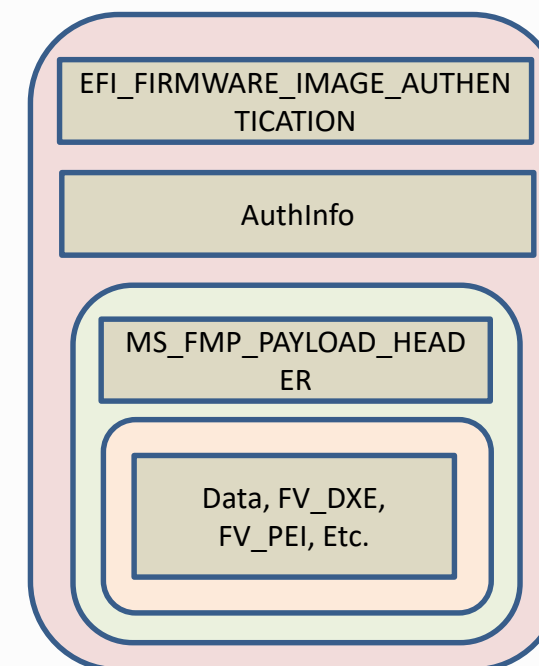 EFI_FIRMWARE_IMAGE_AUTHEN
TICATION
AuthInfo
MS_FMP_PAYLOAD_HEAD
ER
Data, FV_DXE,
FV_PEI, Etc.